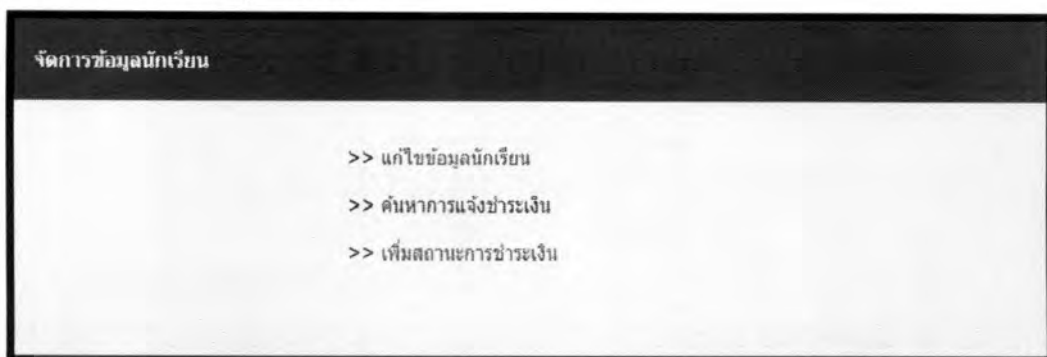 จัดการข้อมูลนักเรียน
>> แก้ไขข้อมูลนักเรียน
>> ค้นหาการแจ้งชำระเงิน
>> เพิ่มสถานะการชำระเงิน